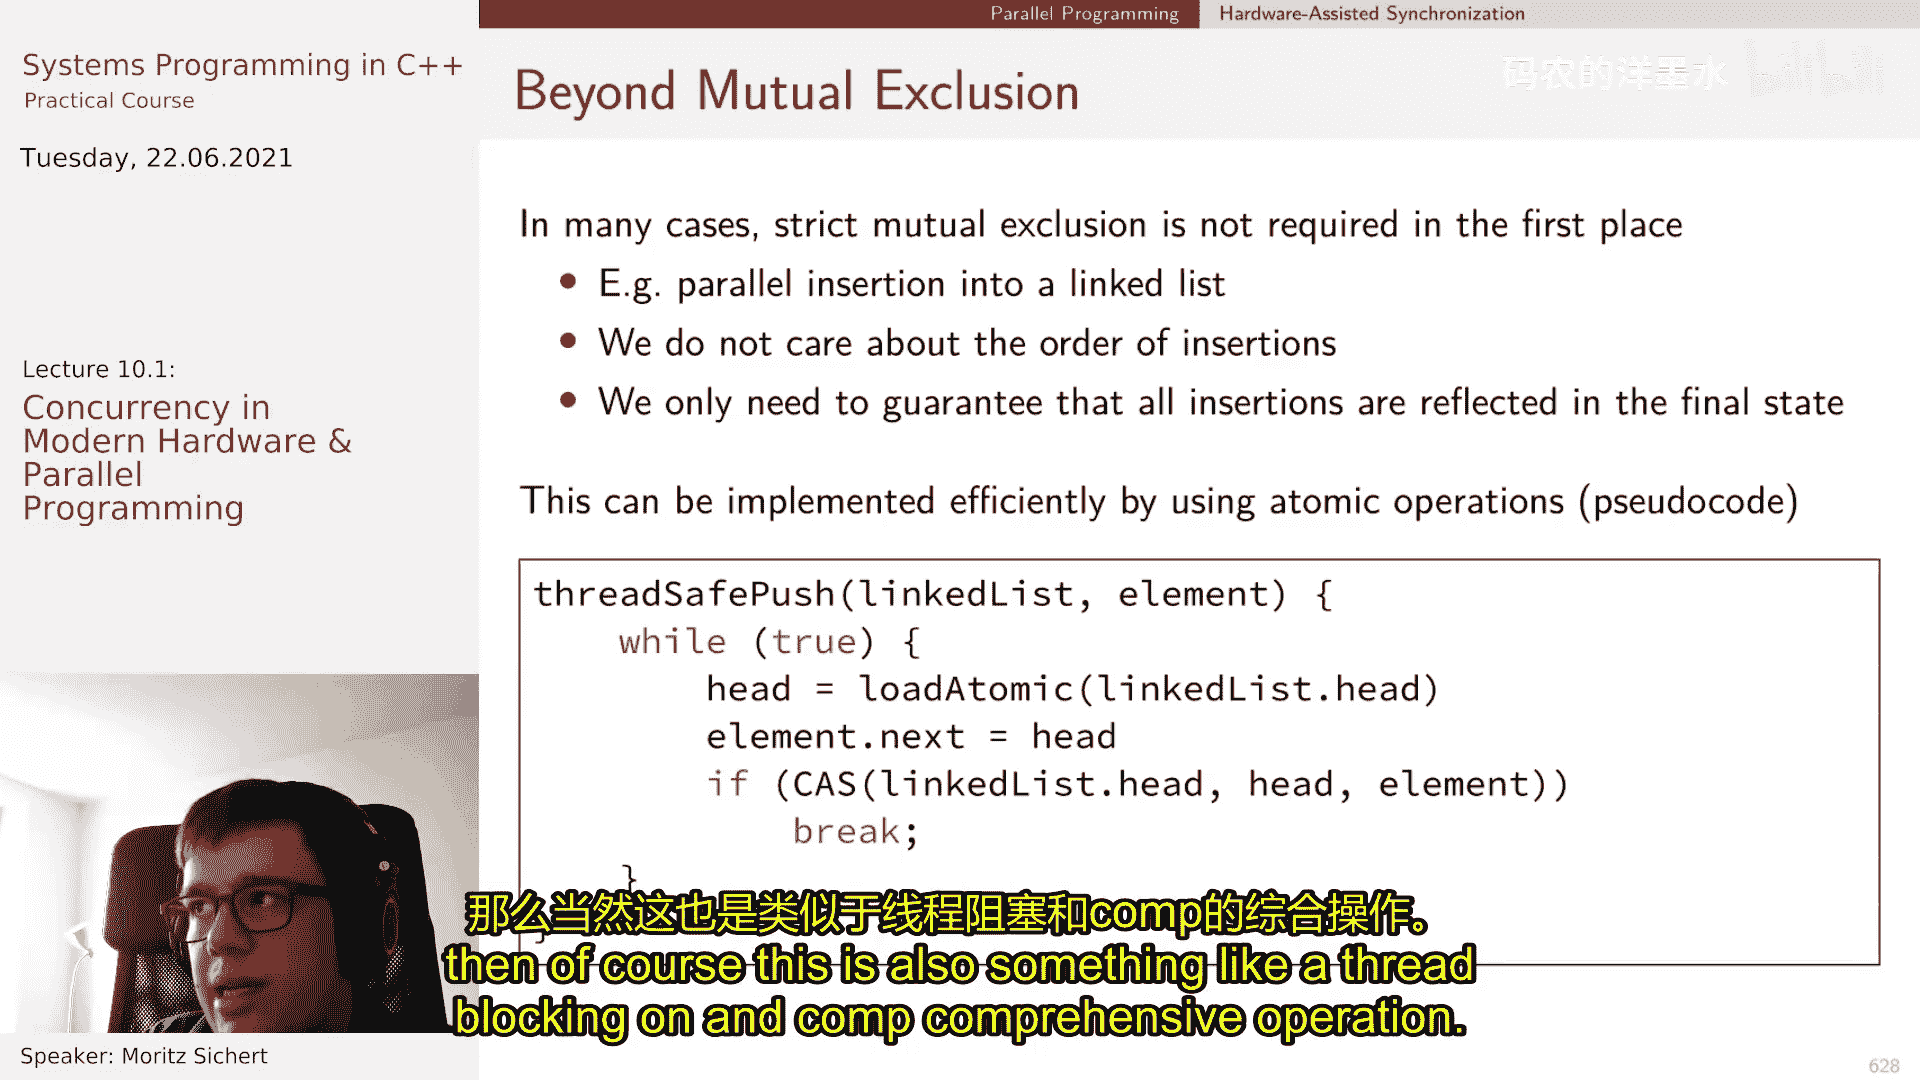 Parallel Programming
Hardware-Assisted Synchronization
Systems Programming in C++
Practical Course
Tuesday, 22.06.2021
Lecture 10.1:
Concurrency in
Modern Hardware &
Parallel
Programming
Beyond Mutual Exclusion
码农的洋墨水 bilibili
In many cases, strict mutual exclusion is not required in the first place
• E.g. parallel insertion into a linked list
• We do not care about the order of insertions
• We only need to guarantee that all insertions are reflected in the final state
This can be implemented efficiently by using atomic operations (pseudocode)
threadSafePush(linkedList, element) {
while (true) {
head = loadAtomic(linkedList.head)
element.next = head
if (CAS(linkedList.head, head, element))
break;
}
}
那么当然这也是类似于线程阻塞和comp的综合操作。
then of course this is also something like a thread
blocking on and comp comprehensive operation.
Speaker: Moritz Sichert
628